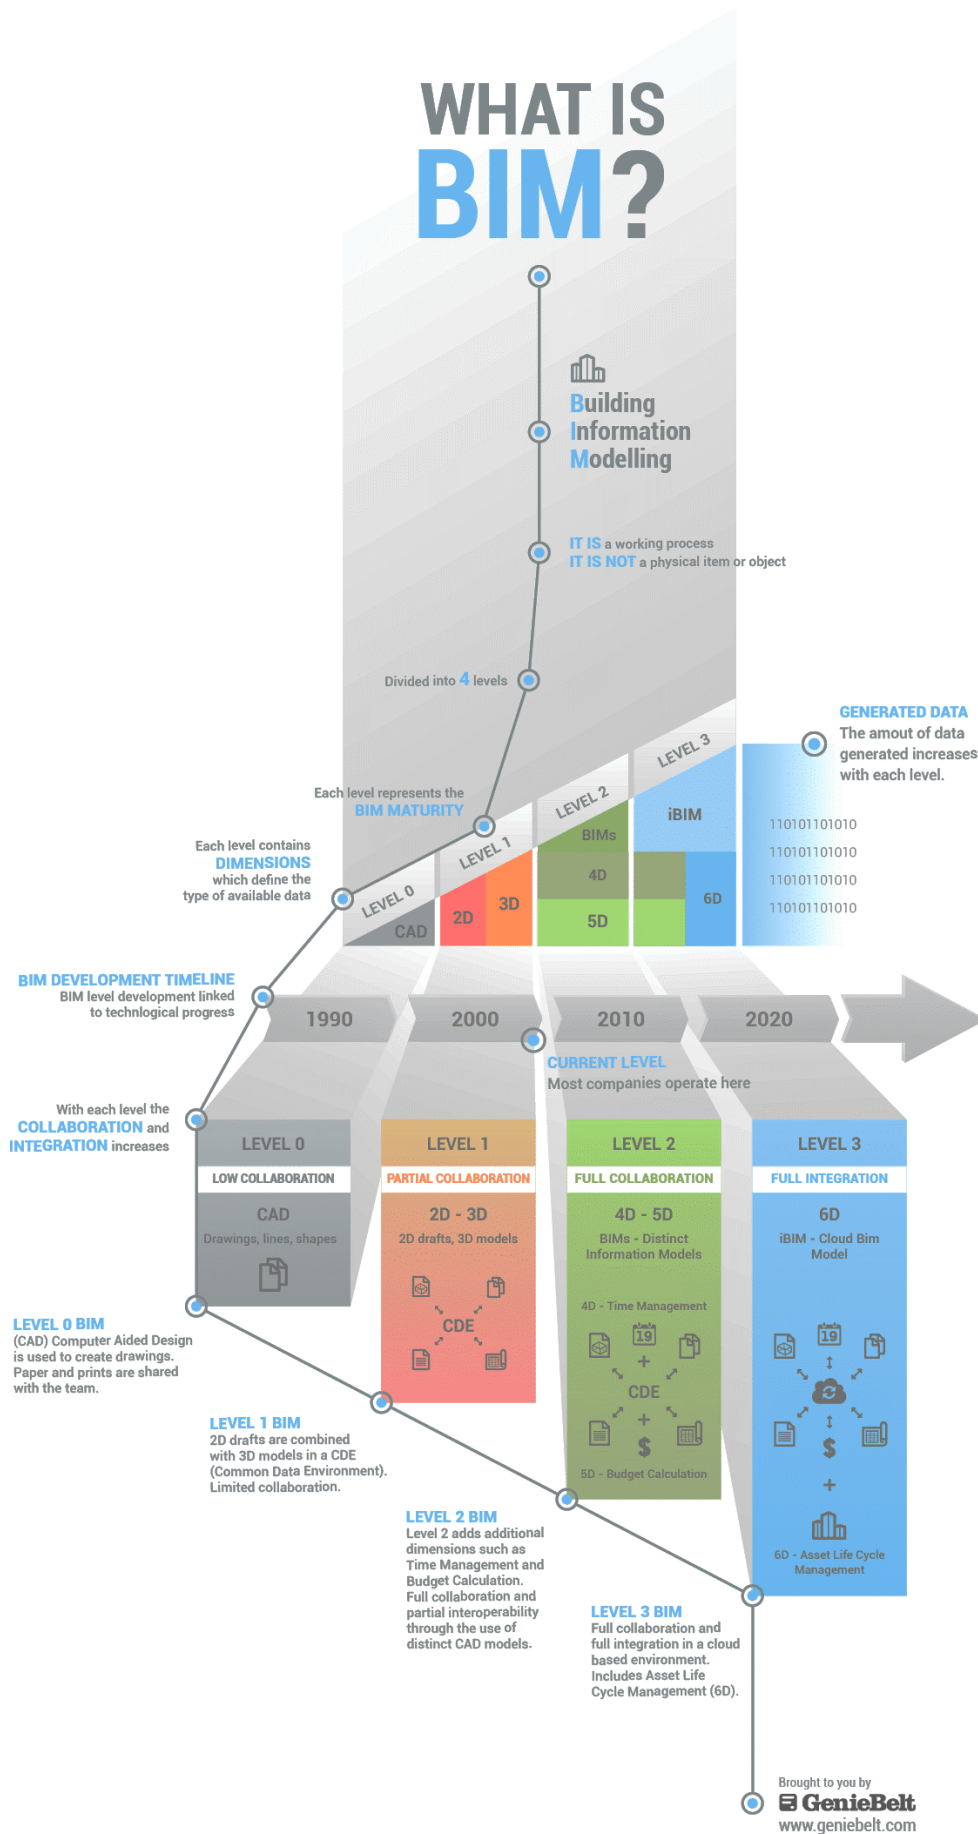 WHAT IS
BIM?
Building
Information
Modelling
IT IS a working process
IT IS NOT a physical item or object
Divided into 4 levels
GENERATED DATA
The amout of data
generated increases
with each level.
Each level represents the
BIM MATURITY
Each level contains
DIMENSIONS
which define the
type of available data
LEVEL 0
LEVEL 1
LEVEL 2
LEVEL 3
CAD
2D
3D
BIMs
4D
5D
iBIM
6D
110101101010
110101101010
110101101010
110101101010
BIM DEVELOPMENT TIMELINE
BIM level development linked
to technlogical progress
1990
2000
2010
2020
CURRENT LEVEL
Most companies operate here
With each level the
COLLABORATION and
INTEGRATION increases
LEVEL 0
LOW COLLABORATION
CAD
Drawings, lines, shapes
LEVEL 1
PARTIAL COLLABORATION
2D - 3D
2D drafts, 3D models
CDE
LEVEL 2
FULL COLLABORATION
4D - 5D
BIMs - Distinct
Information Models
4D - Time Management
19
+
CDE
+
$
5D - Budget Calculation
LEVEL 3
FULL INTEGRATION
6D
iBIM - Cloud Bim
Model
19
$
+
6D - Asset Life Cycle
Management
LEVEL 0 BIM
(CAD) Computer Aided Design
is used to create drawings.
Paper and prints are shared
with the team.
LEVEL 1 BIM
2D drafts are combined
with 3D models in a CDE
(Common Data Environment).
Limited collaboration.
LEVEL 2 BIM
Level 2 adds additional
dimensions such as
Time Management and
Budget Calculation.
Full collaboration and
partial interoperability
through the use of
distinct CAD models.
LEVEL 3 BIM
Full collaboration and
full integration in a cloud
based environment.
Includes Asset Life
Cycle Management (6D).
Brought to you by
GenieBelt
www.geniebelt.com